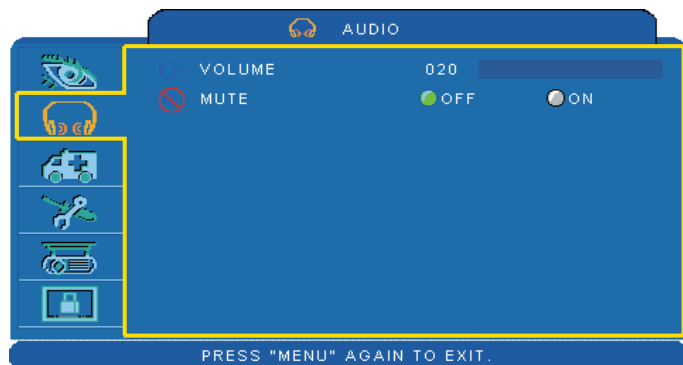 AUDIO
VOLUME 020
MUTE OFF ON
PRESS "MENU" AGAIN TO EXIT.